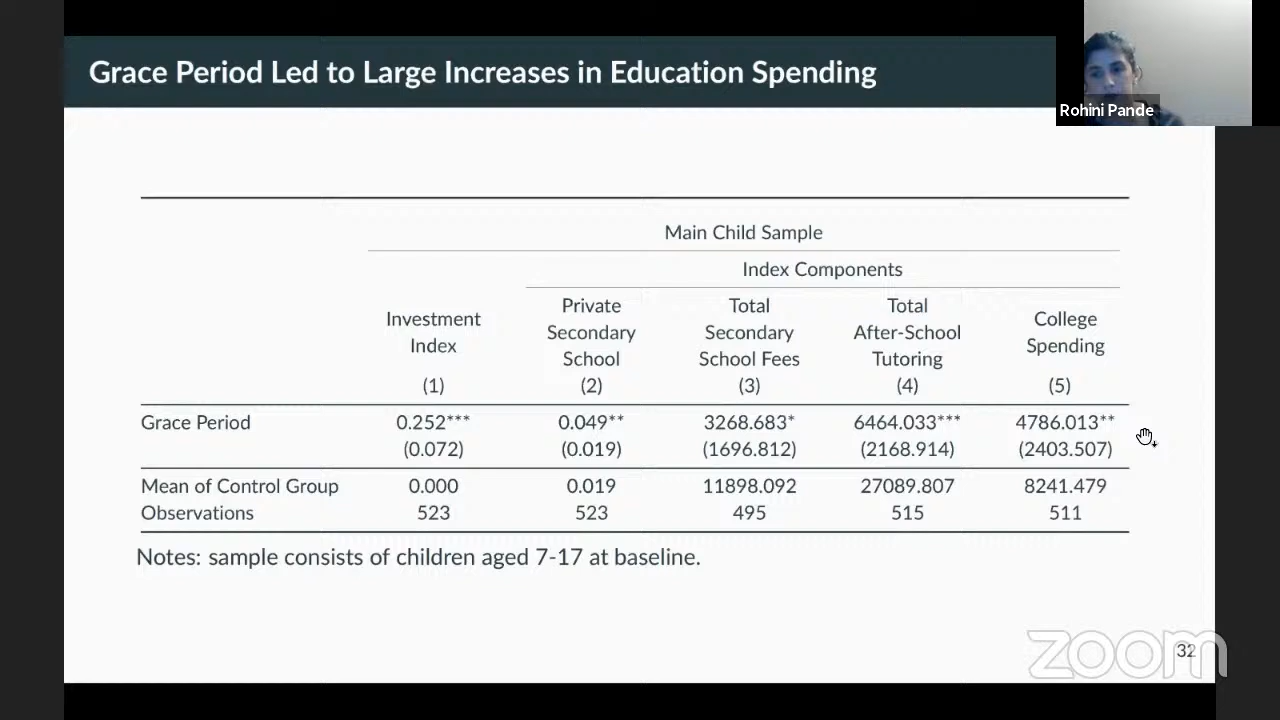 Grace Period Led to Large Increases in Education Spending
Rohini Pande
Main Child Sample
Index Components
Investment Index
Private Secondary School
Total Secondary School Fees
Total After-School Tutoring
College Spending
(1) (2) (3) (4) (5)
Grace Period 0.252*** 0.049** 3268.683* 6464.033*** 4786.013**
(0.072) (0.019) (1696.812) (2168.914) (2403.507)
Mean of Control Group 0.000 0.019 11898.092 27089.807 8241.479
Observations 523 523 495 515 511
Notes: sample consists of children aged 7-17 at baseline.
32
zoom